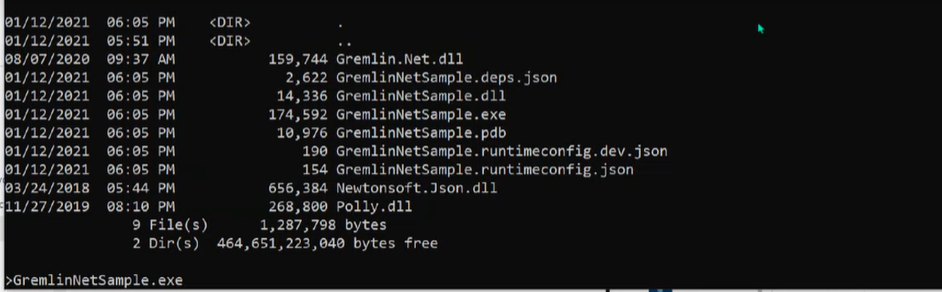 01/12/2021  06:05 PM    <DIR>          .
01/12/2021  05:51 PM    <DIR>          ..
08/07/2020  09:37 AM           159,744 Gremlin.Net.dll
01/12/2021  06:05 PM             2,622 GremlinNetSample.deps.json
01/12/2021  06:05 PM            14,336 GremlinNetSample.dll
01/12/2021  06:05 PM           174,592 GremlinNetSample.exe
01/12/2021  06:05 PM            10,976 GremlinNetSample.pdb
01/12/2021  06:05 PM               190 GremlinNetSample.runtimeconfig.dev.json
01/12/2021  06:05 PM               154 GremlinNetSample.runtimeconfig.json
03/24/2018  05:44 PM           656,384 Newtonsoft.Json.dll
11/27/2019  08:10 PM           268,800 Polly.dll
               9 File(s)      1,287,798 bytes
               2 Dir(s)  464,651,223,040 bytes free
>GremlinNetSample.exe